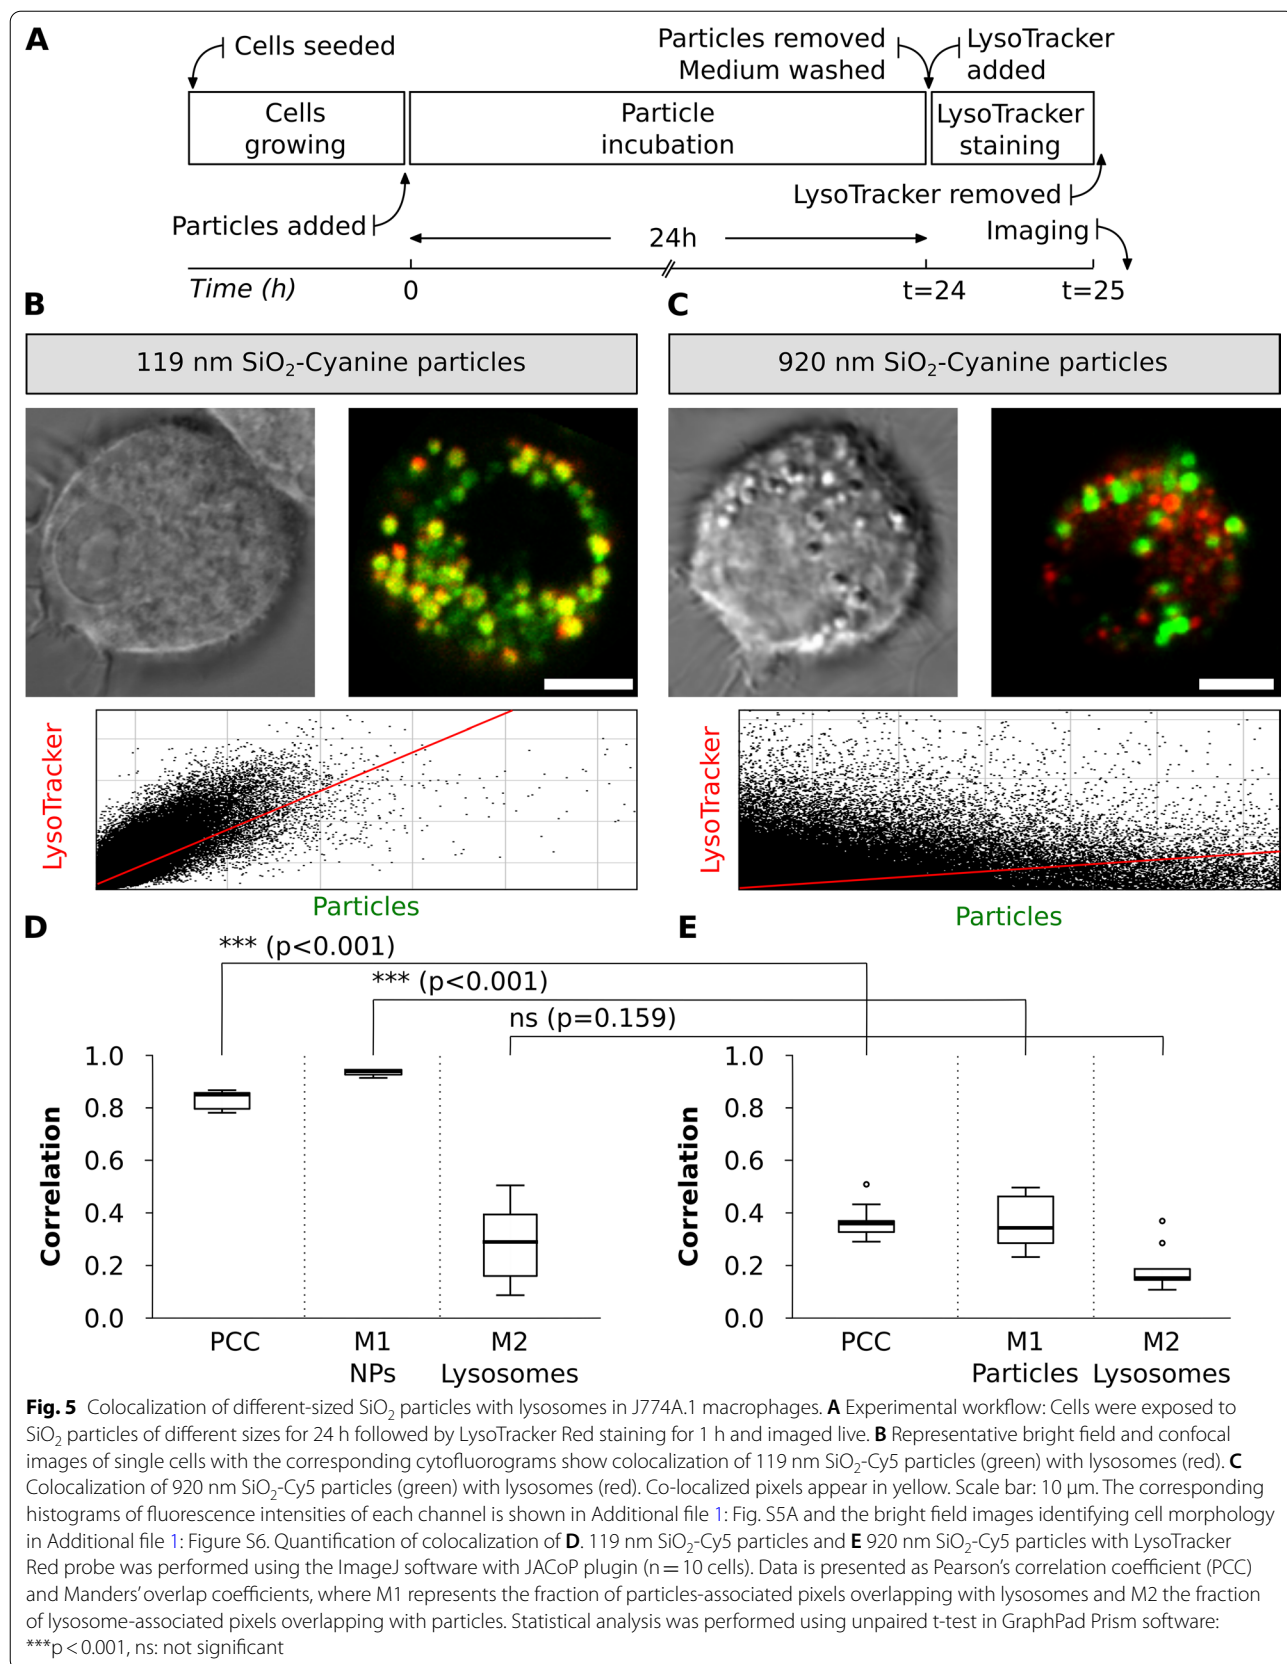 A
Cells seeded
Particles removed
Medium washed
LysoTracker
added
Cells
growing
Particle
incubation
LysoTracker
staining
LysoTracker removed
Particles added
24h
Imaging
Time (h)
0
t=24
t=25
B
119 nm SiO₂-Cyanine particles
LysoTracker
Particles
C
920 nm SiO₂-Cyanine particles
LysoTracker
Particles
D
E
*** (p<0.001)
*** (p<0.001)
ns (p=0.159)
Correlation
1.0
0.8
0.6
0.4
0.2
0.0
PCC
M1
NPs
M2
Lysosomes
Correlation
1.0
0.8
0.6
0.4
0.2
0.0
PCC
M1
Particles
M2
Lysosomes
Fig. 5 Colocalization of different-sized SiO₂ particles with lysosomes in J774A.1 macrophages. A Experimental workflow: Cells were exposed to
SiO₂ particles of different sizes for 24 h followed by LysoTracker Red staining for 1 h and imaged live. B Representative bright field and confocal
images of single cells with the corresponding cytofluorograms show colocalization of 119 nm SiO₂-Cy5 particles (green) with lysosomes (red). C
Colocalization of 920 nm SiO₂-Cy5 particles (green) with lysosomes (red). Co-localized pixels appear in yellow. Scale bar: 10 µm. The corresponding
histograms of fluorescence intensities of each channel is shown in Additional file 1: Fig. S5A and the bright field images identifying cell morphology
in Additional file 1: Figure S6. Quantification of colocalization of D. 119 nm SiO₂-Cy5 particles and E 920 nm SiO₂-Cy5 particles with LysoTracker
Red probe was performed using the ImageJ software with JACoP plugin (n = 10 cells). Data is presented as Pearson's correlation coefficient (PCC)
and Manders' overlap coefficients, where M1 represents the fraction of particles-associated pixels overlapping with lysosomes and M2 the fraction
of lysosome-associated pixels overlapping with particles. Statistical analysis was performed using unpaired t-test in GraphPad Prism software:
***p < 0.001, ns: not significant